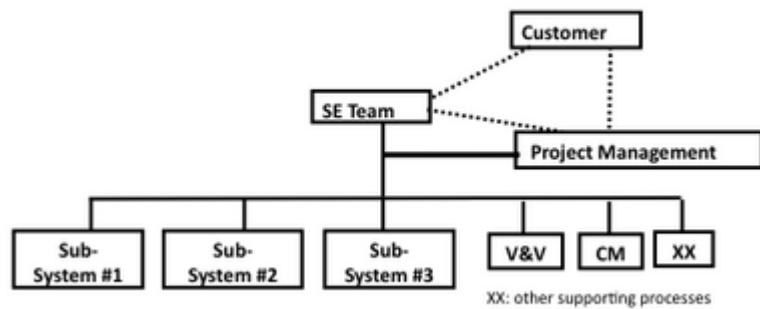 Customer
SE Team
Project Management
Sub-
System #1
Sub-
System #2
Sub-
System #3
V&V
CM
XX
XX: other supporting processes